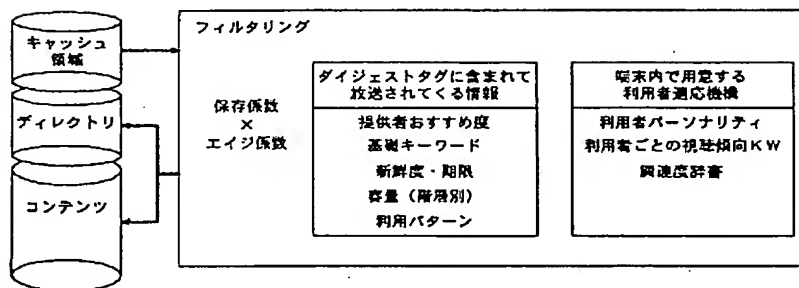 キャッシュ
領域
ディレクトリ
コンテンツ
フィルタリング
保存係数
×
エイジ係数
ダイジェストタグに含まれて
放送されてくる情報
提供者おすすめ度
基礎キーワード
新鮮度・期限
容量（階層別）
利用パターン
端末内で用意する
利用者適応機構
利用者パーソナリティ
利用者ごとの視聴傾向KW
関連度辞書